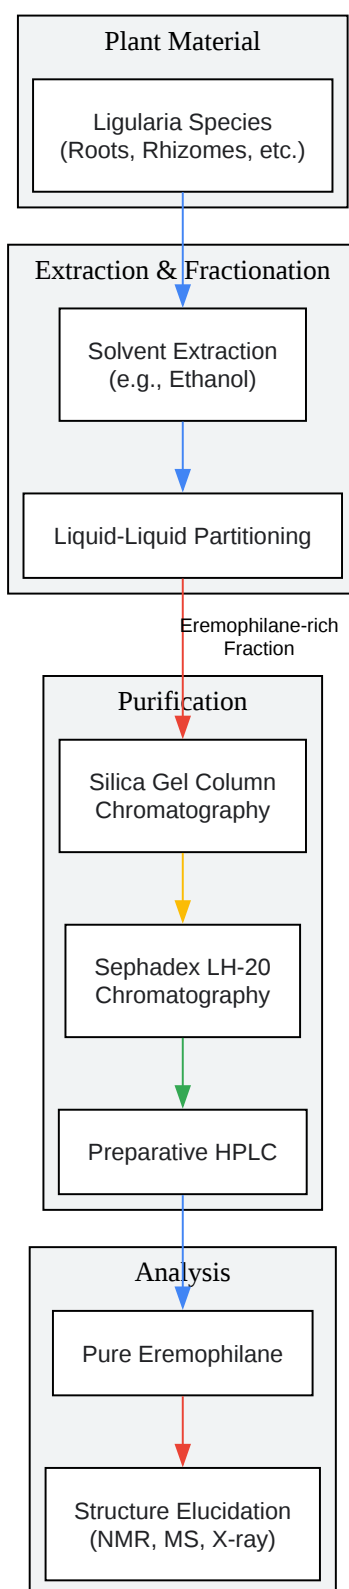 Plant Material
Ligularia Species
(Roots, Rhizomes, etc.)
Extraction & Fractionation
Solvent Extraction
(e.g., Ethanol)
Liquid-Liquid Partitioning
Eremophilane-rich
Fraction
Purification
Silica Gel Column
Chromatography
Sephadex LH-20
Chromatography
Preparative HPLC
Analysis
Pure Eremophilane
Structure Elucidation
(NMR, MS, X-ray)